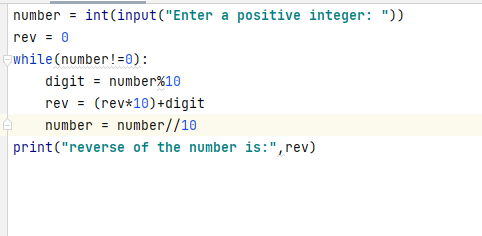 number = int(input("Enter a positive integer: "))
rev = 0
while(number!=0):
    digit = number%10
    rev = (rev*10)+digit
    number = number//10
print("reverse of the number is:",rev)